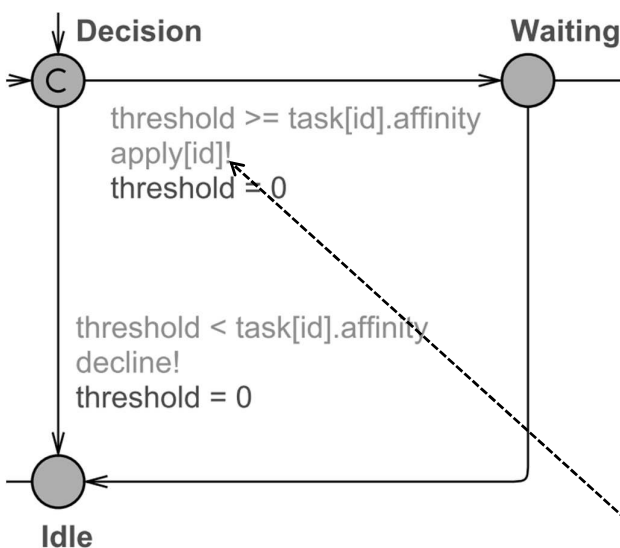 Decision
Waiting
C
threshold >= task[id].affinity
apply[id]!
threshold = 0
threshold < task[id].affinity
decline!
threshold = 0
Idle